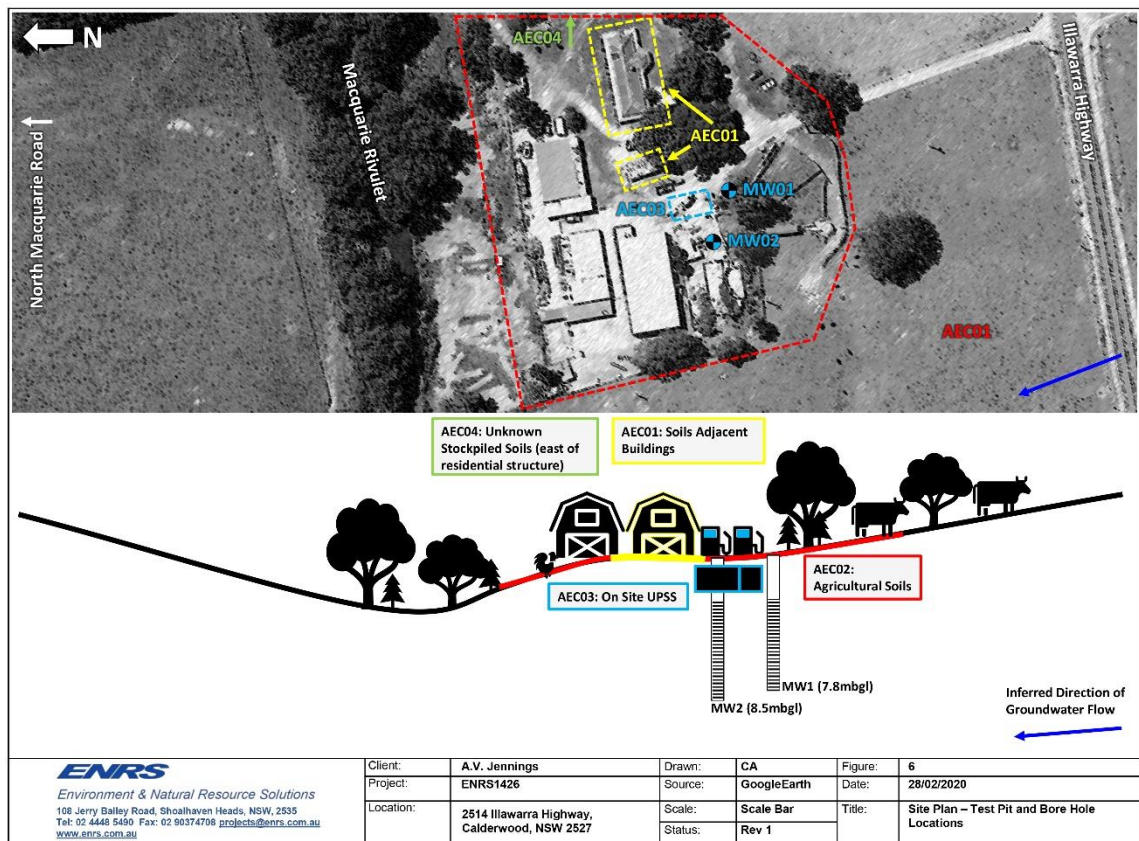 N
AEC04
North Macquarie Road
Macquarie Rivulet
AEC01
Illawarra Highway
AEC03
MW01
MW02
AEC01
AEC04: Unknown
Stockpiled Soils (east of
residential structure)
AEC01: Soils Adjacent
Buildings
AEC03: On Site UPSS
AEC02:
Agricultural Soils
MW1 (7.8mbgl)
MW2 (8.5mbgl)
Inferred Direction of
Groundwater Flow
ENRS
Environment & Natural Resource Solutions
108 Jerry Bailey Road, Shoalhaven Heads, NSW, 2535
Tel: 02 4448 5490 Fax: 02 90374708 projects@enrs.com.au
www.enrs.com.au
Client: A.V. Jennings Drawn: CA Figure: 6
Project: ENRS1426 Source: GoogleEarth Date: 28/02/2020
Location: 2514 Illawarra Highway,
Calderwood, NSW 2527
Scale: Scale Bar Title: Site Plan – Test Pit and Bore Hole
Locations
Status: Rev 1